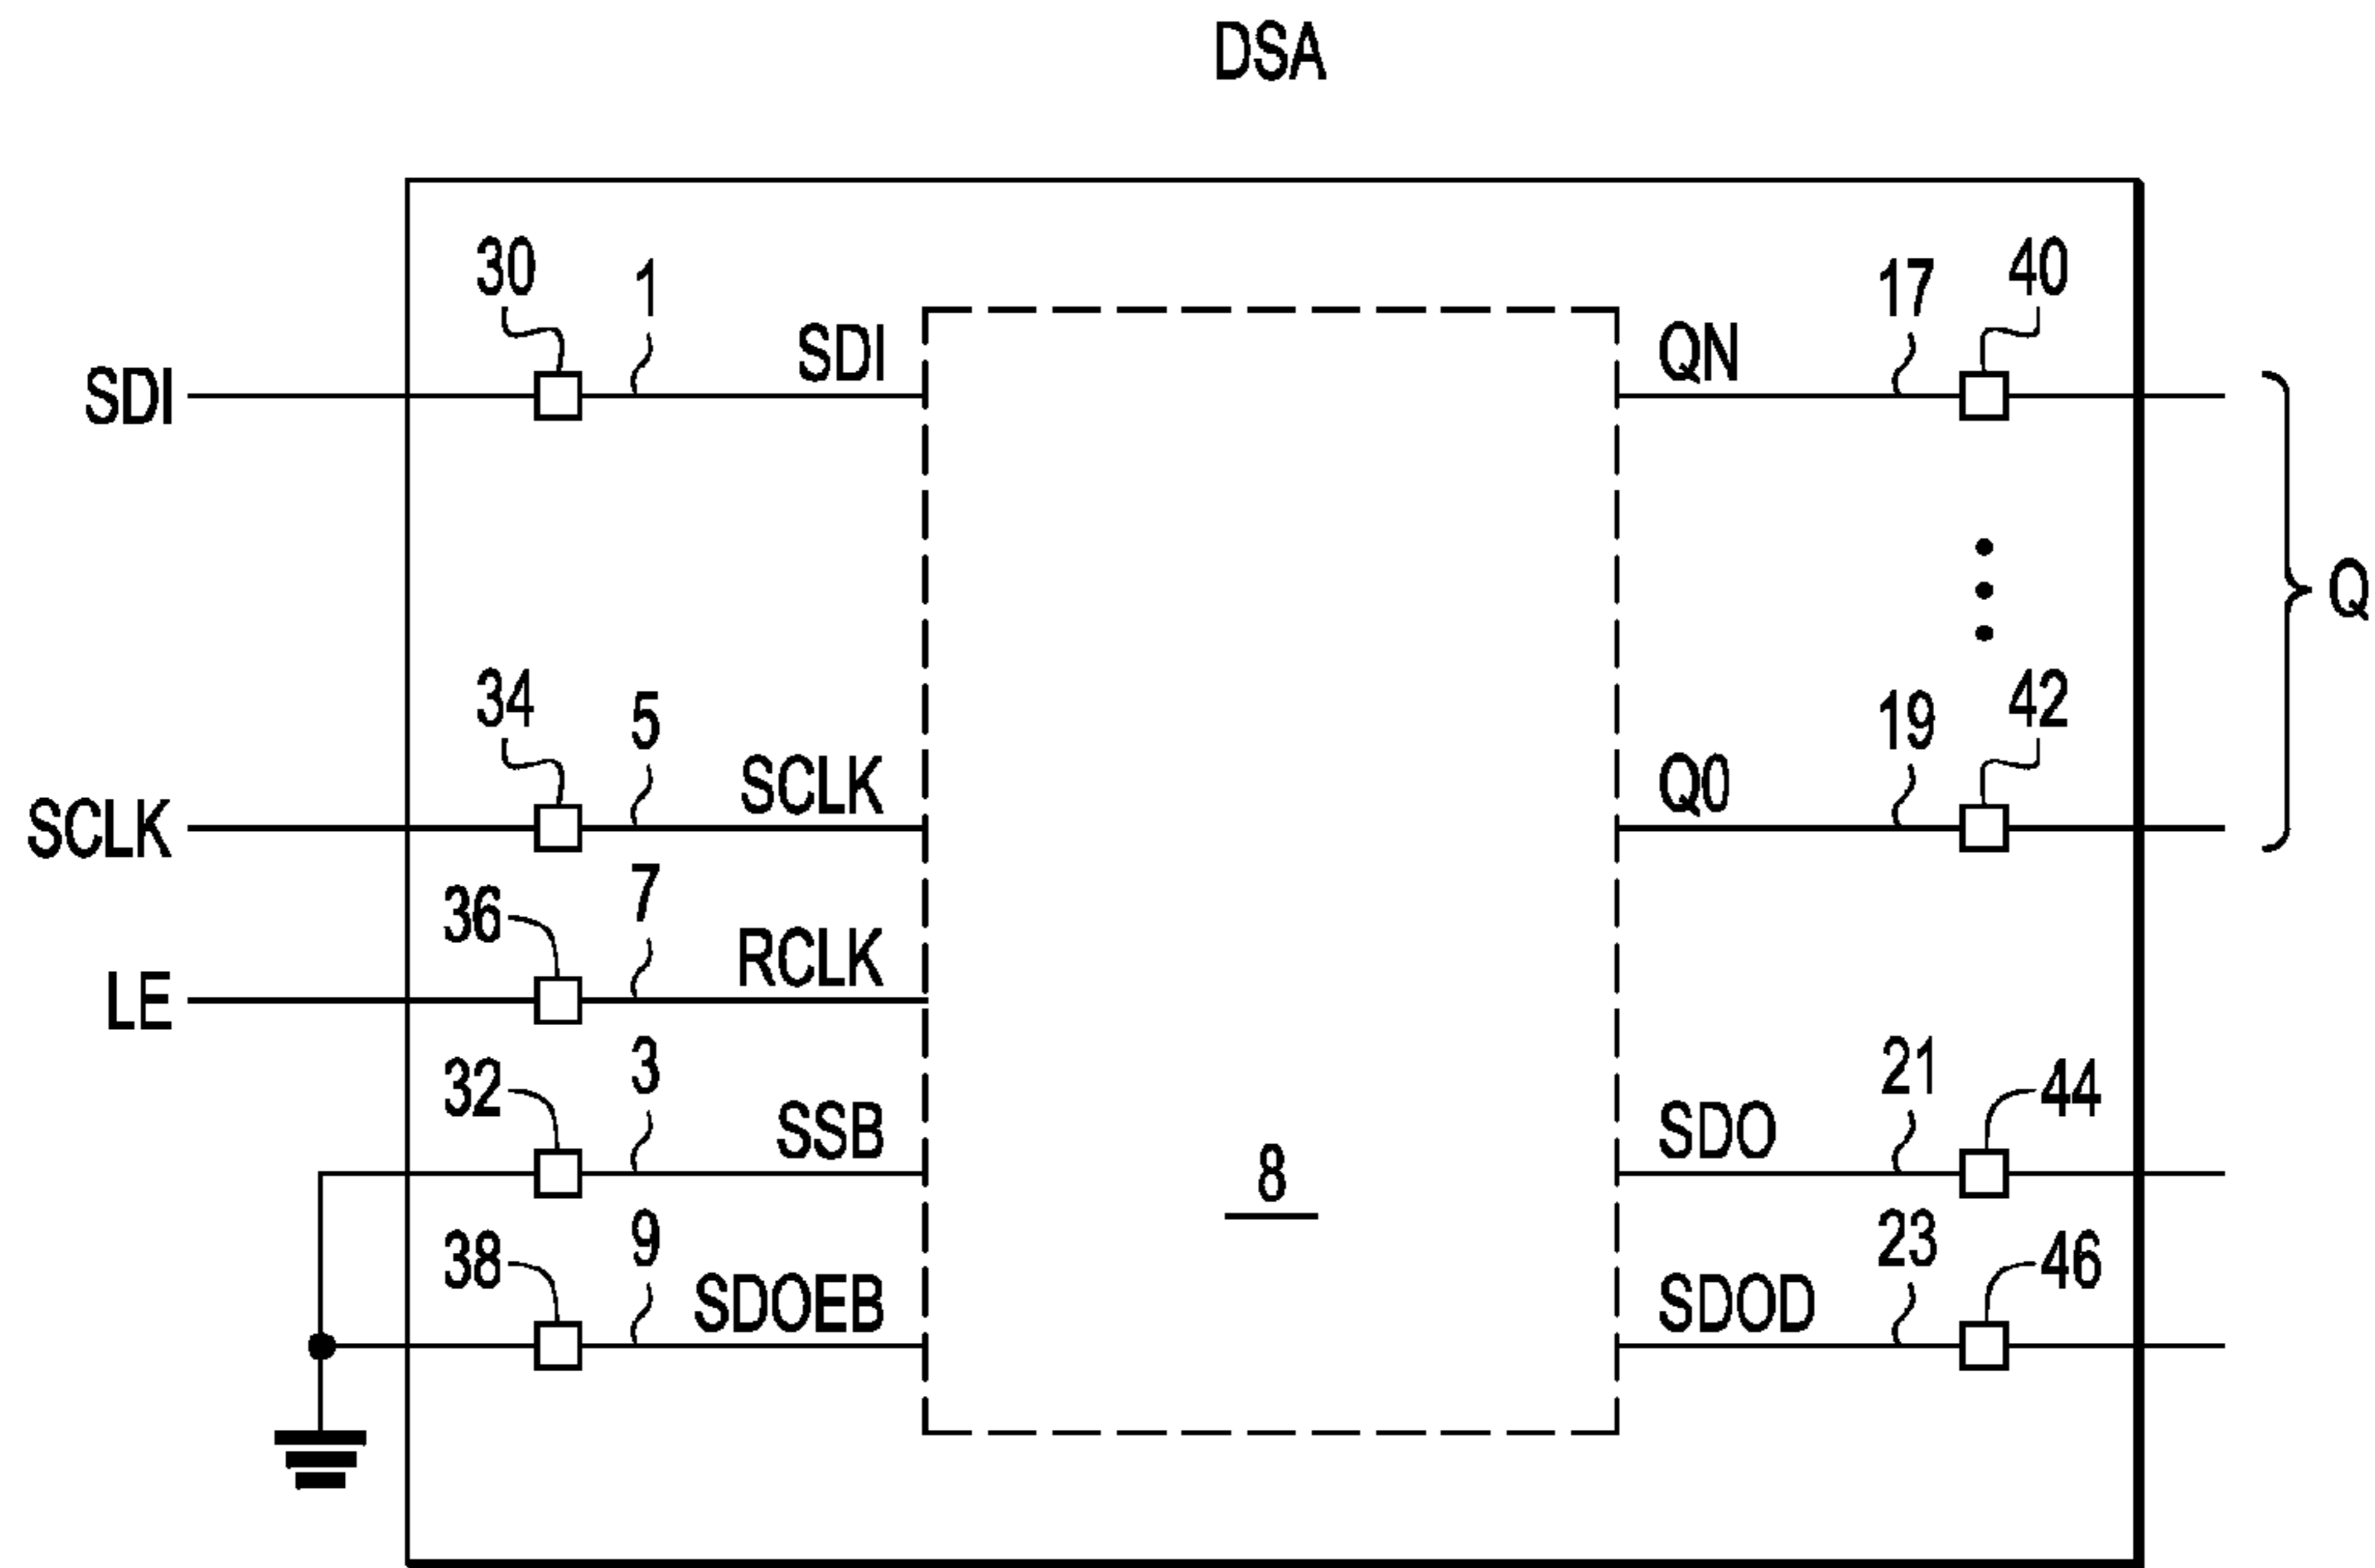 DSA
30 1 17 40
SDI SDI QN
Q
34 5 19 42
SCLK SCLK Q0
36 7
LE RCLK
32 3 21 44
SSB SDO
8
38 9 23 46
SDOEB SDOD